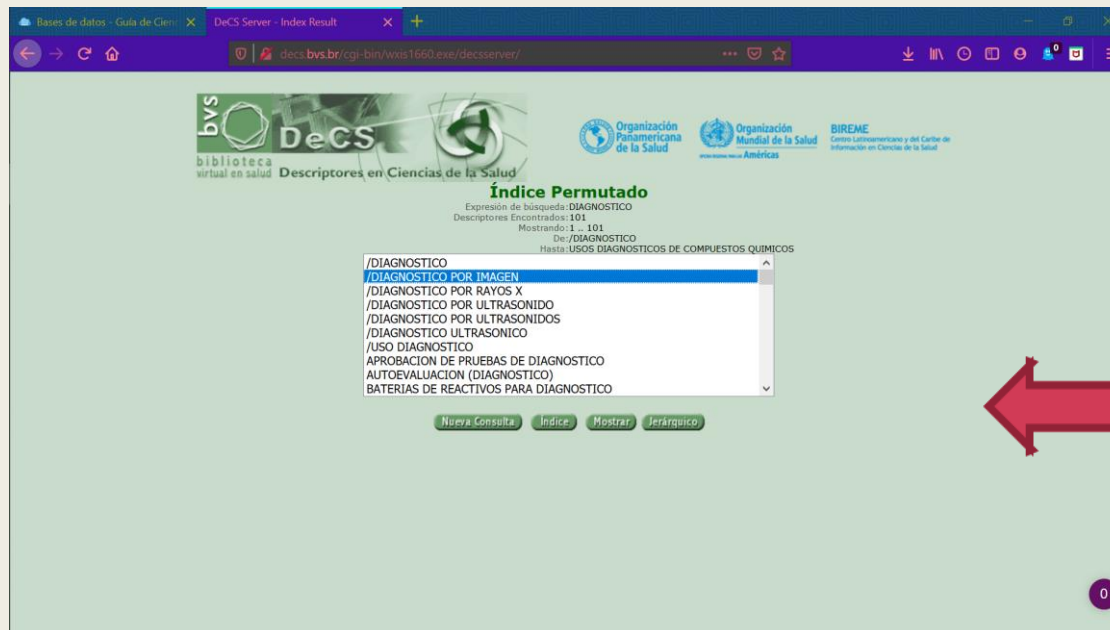 Bases de datos - Guía de Cienc
DeCS Server - Index Result
decs.bvs.br/cgi-bin/wxis1660.exe/decsserver/
0
bvs
biblioteca
virtual en salud
DeCS
Descriptores en Ciencias de la Salud
Organización
Panamericana
de la Salud
Organización
Mundial de la Salud
Américas
BIREME
Centro Latinoamericano y del Caribe de
Información en Ciencias de la Salud
Índice Permutado
Expresión de búsqueda:DIAGNOSTICO
Descriptores Encontrados:101
Mostrando:1 .. 101
De:/DIAGNOSTICO
Hasta:USOS DIAGNOSTICOS DE COMPUESTOS QUIMICOS
/DIAGNOSTICO
/DIAGNOSTICO POR IMAGEN
/DIAGNOSTICO POR RAYOS X
/DIAGNOSTICO POR ULTRASONIDO
/DIAGNOSTICO POR ULTRASONIDOS
/DIAGNOSTICO ULTRASONICO
/USO DIAGNOSTICO
APROBACION DE PRUEBAS DE DIAGNOSTICO
AUTOEVALUACION (DIAGNOSTICO)
BATERIAS DE REACTIVOS PARA DIAGNOSTICO
Nueva Consulta
Índice
Mostrar
Jerárquico
0